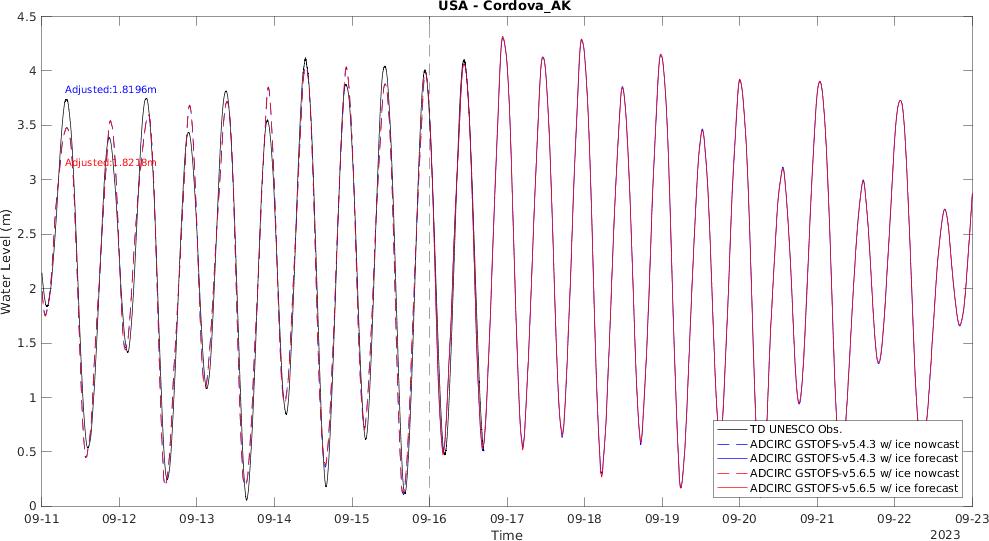 USA - Cordova_AK
4.5
4
3.5
3
2.5
2
1.5
1
0.5
0
Water Level (m)
Adjusted:1.8196m
Adjusted:1.8218m
TD UNESCO Obs.
ADCIRC GSTOFS-v5.4.3 w/ ice nowcast
ADCIRC GSTOFS-v5.4.3 w/ ice forecast
ADCIRC GSTOFS-v5.6.5 w/ ice nowcast
ADCIRC GSTOFS-v5.6.5 w/ ice forecast
09-11 09-12 09-13 09-14 09-15 09-16 09-17 09-18 09-19 09-20 09-21 09-22 09-23
Time
2023